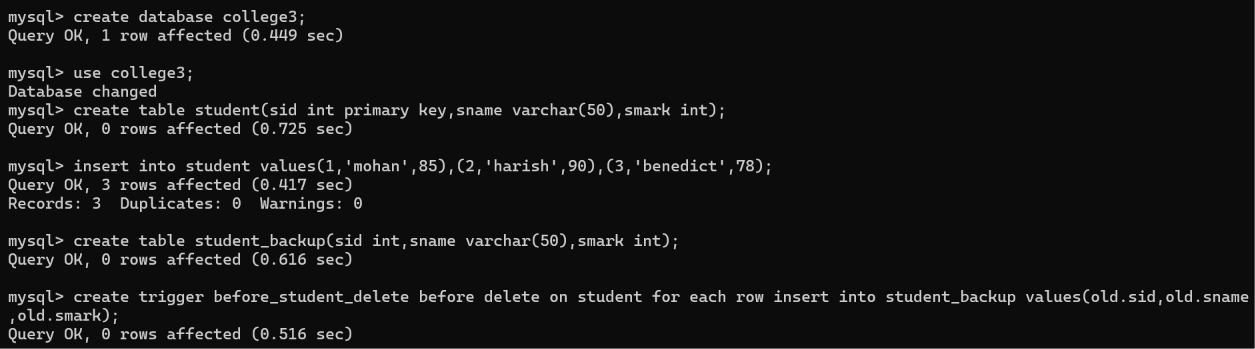 mysql> create database college3;
Query OK, 1 row affected (0.449 sec)

mysql> use college3;
Database changed
mysql> create table student(sid int primary key,sname varchar(50),smark int);
Query OK, 0 rows affected (0.725 sec)

mysql> insert into student values(1,'mohan',85),(2,'harish',90),(3,'benedict',78);
Query OK, 3 rows affected (0.417 sec)
Records: 3  Duplicates: 0  Warnings: 0

mysql> create table student_backup(sid int,sname varchar(50),smark int);
Query OK, 0 rows affected (0.616 sec)

mysql> create trigger before_student_delete before delete on student for each row insert into student_backup values(old.sid,old.sname
,old.smark);
Query OK, 0 rows affected (0.516 sec)